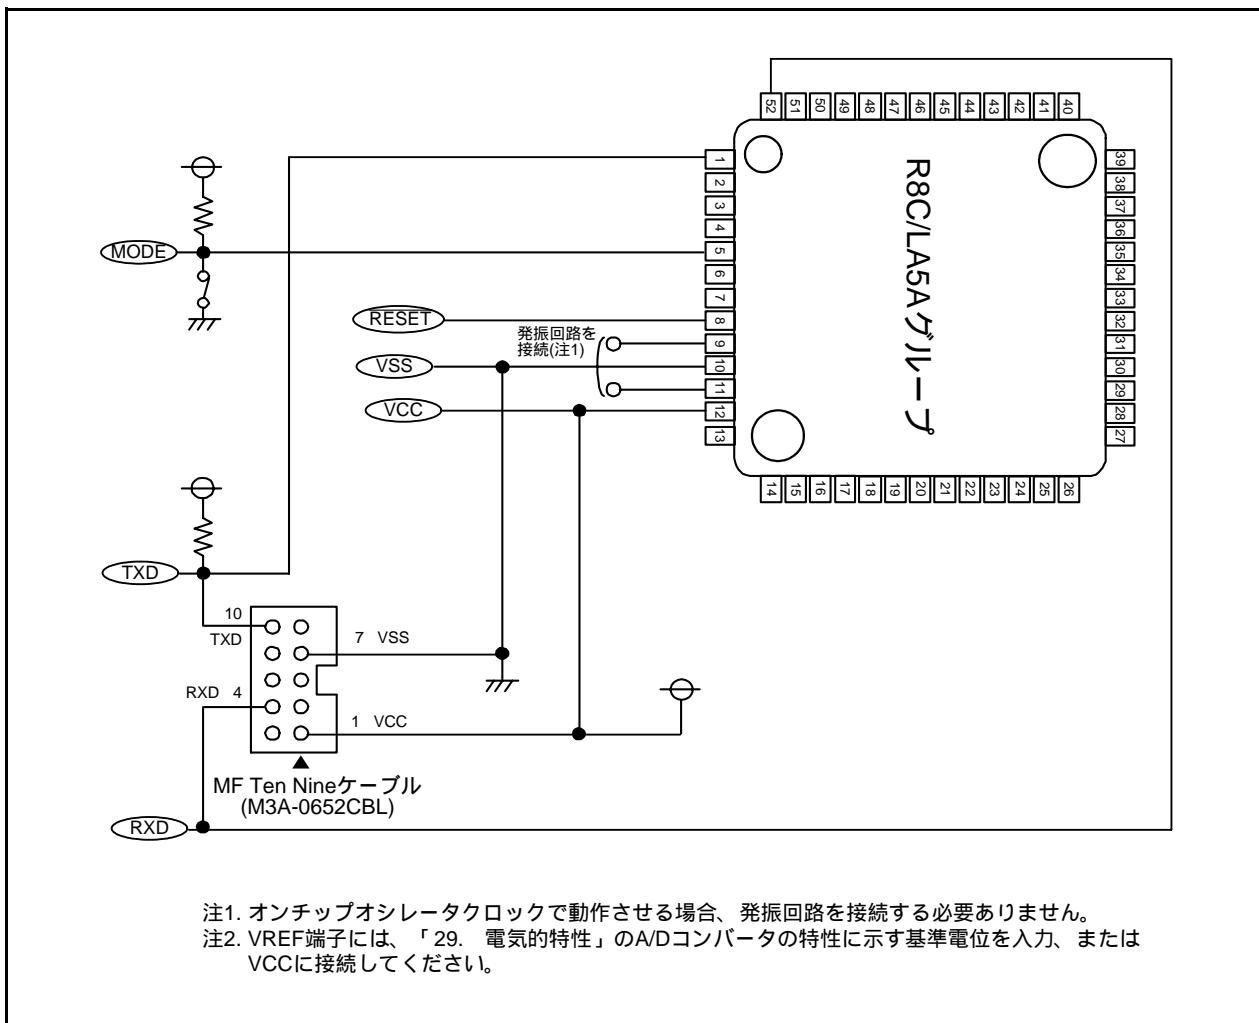 52 51 50 49 48 47 46 45 44 43 42 41 40
1
2
3
4
5
6
7
8
9
10
11
12
13
R8C/LA5Aグループ
39
38
37
36
35
34
33
32
31
30
29
28
27
14 15 16 17 18 19 20 21 22 23 24 25 26
MODE
RESET
発振回路を
接続(注1)
VSS
VCC
TXD
10
TXD
7 VSS
RXD 4
1 VCC
MF Ten Nineケーブル
(M3A-0652CBL)
RXD
注1. オンチップオシレータクロックで動作させる場合、発振回路を接続する必要ありません。
注2. VREF端子には、「29. 電気的特性」のA/Dコンバータの特性に示す基準電位を入力、または
VCCに接続してください。